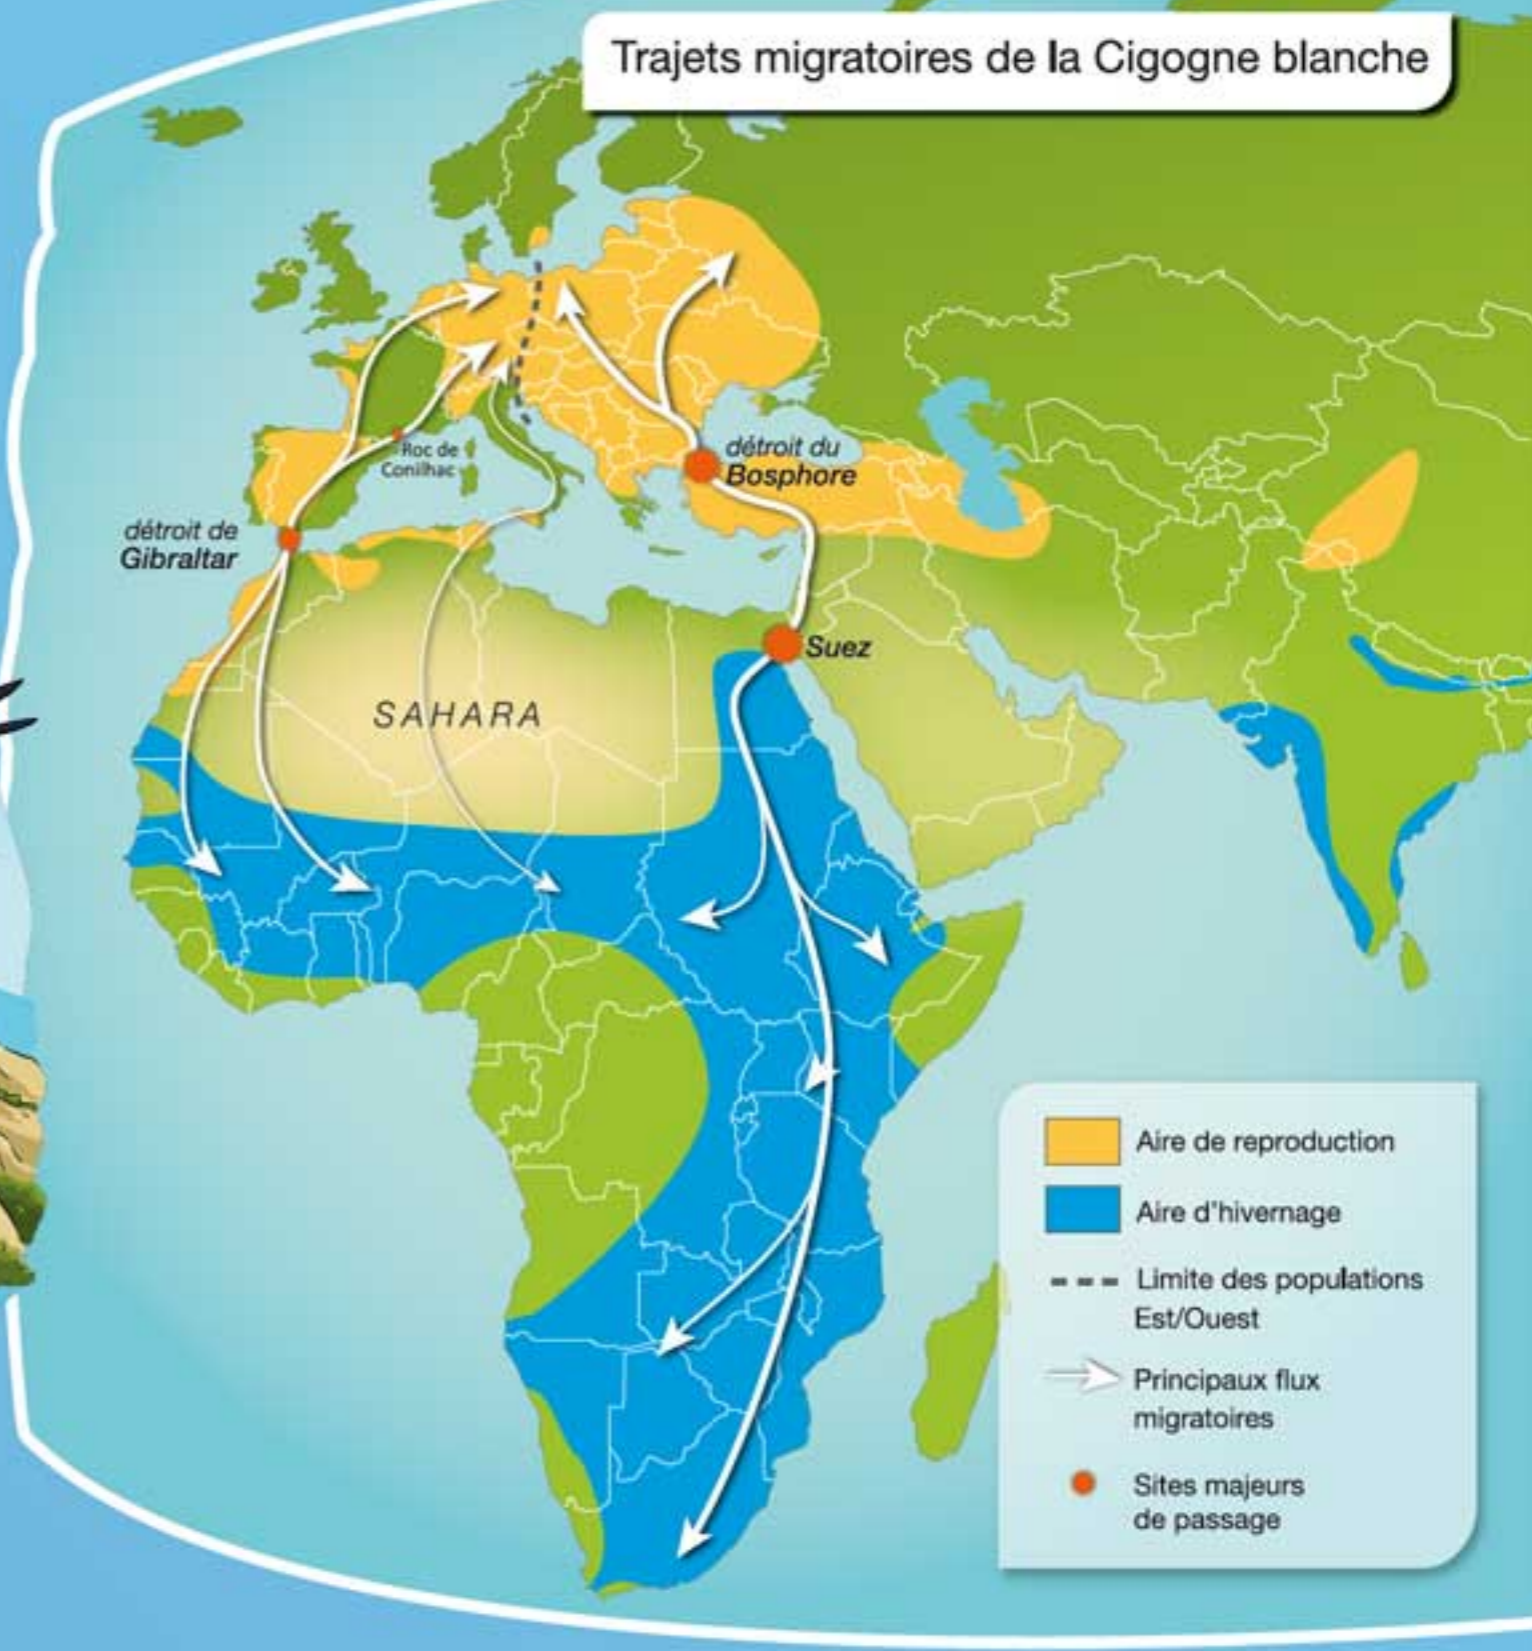 Trajets migratoires de la Cigogne blanche
Roc de
Conilhac
détroit du
Bosphore
détroit de
Gibraltar
Suez
SAHARA
Aire de reproduction
Aire d'hivernage
Limite des populations
Est/Ouest
Principaux flux
migratoires
Sites majeurs
de passage